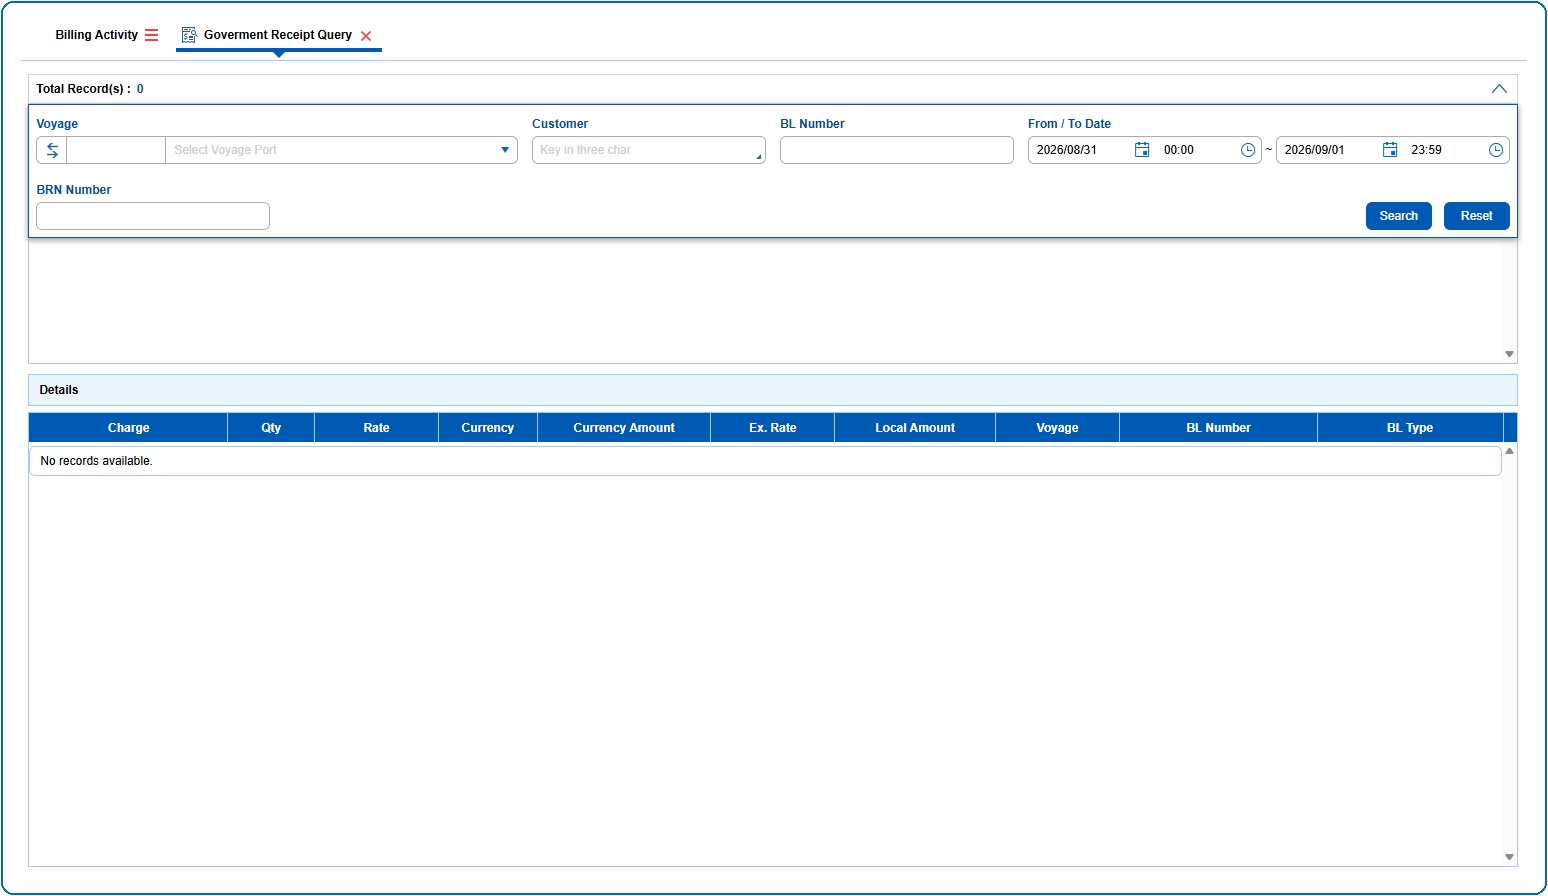 Billing Activity Goverment Receipt Query
Total Record(s) : 0
Voyage Customer BL Number From / To Date
Select Voyage Port Key in three char 2026/08/31 00:00 ~ 2026/09/01 23:59
BRN Number
Search Reset
Details
Charge Qty Rate Currency Currency Amount Ex. Rate Local Amount Voyage BL Number BL Type
No records available.